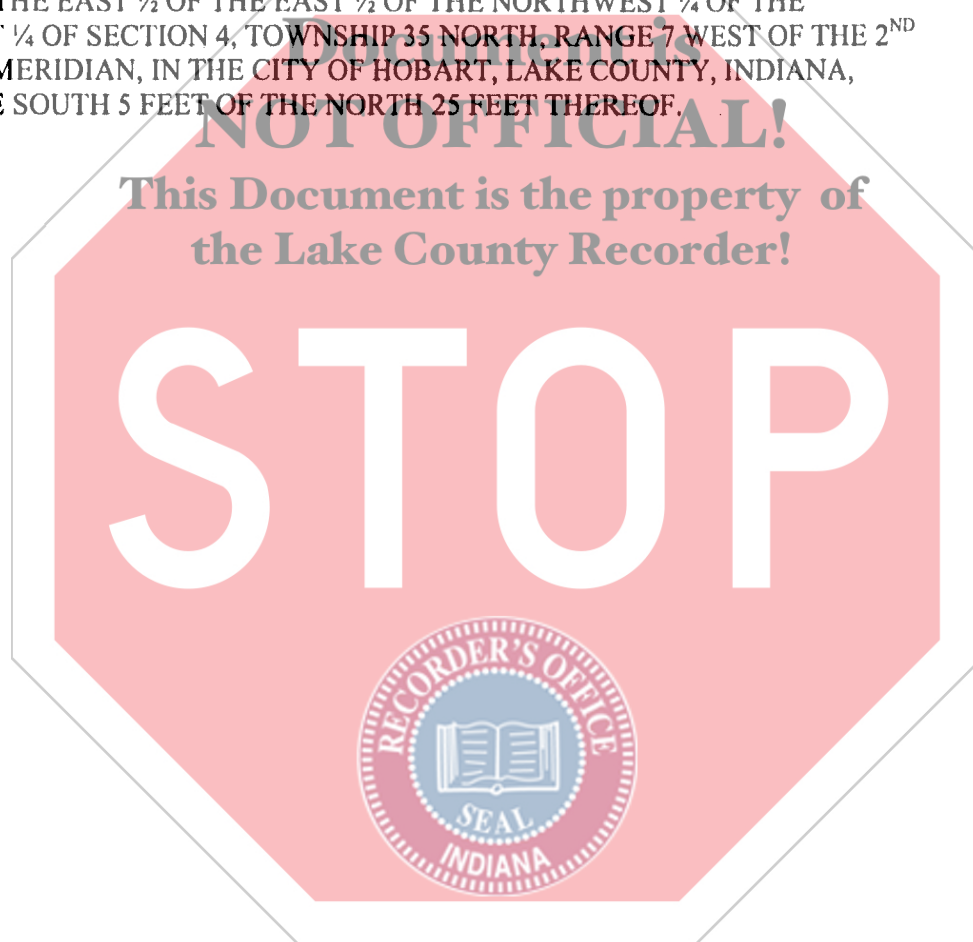 THE EAST ½ OF THE EAST ½ OF THE NORTHWEST ¼ OF THE
¼ OF SECTION 4, TOWNSHIP 35 NORTH, RANGE 7 WEST OF THE 2ND
MERIDIAN, IN THE CITY OF HOBART, LAKE COUNTY, INDIANA,
SOUTH 5 FEET OF THE NORTH 25 FEET THEREOF.
Document is
NOT OFFICIAL!
This Document is the property of
the Lake County Recorder!
STOP
RECORDER'S OFFICE
SEAL
INDIANA